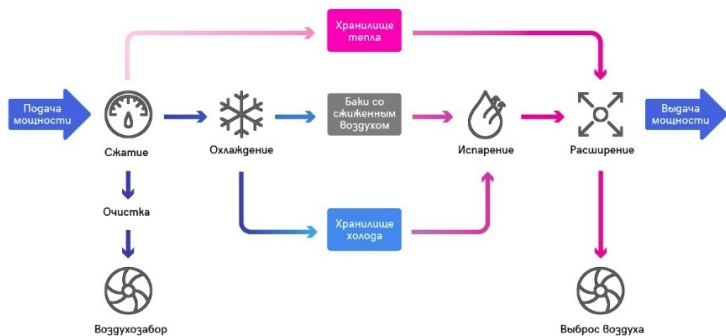 Хранилище
тепла
Подача
мощности
Баки со
сжиженным
воздухом
Выдача
мощности
Сжатие
Охлаждение
Испарение
Расширение
Очистка
Хранилище
холода
Воздухозабор
Выброс воздуха